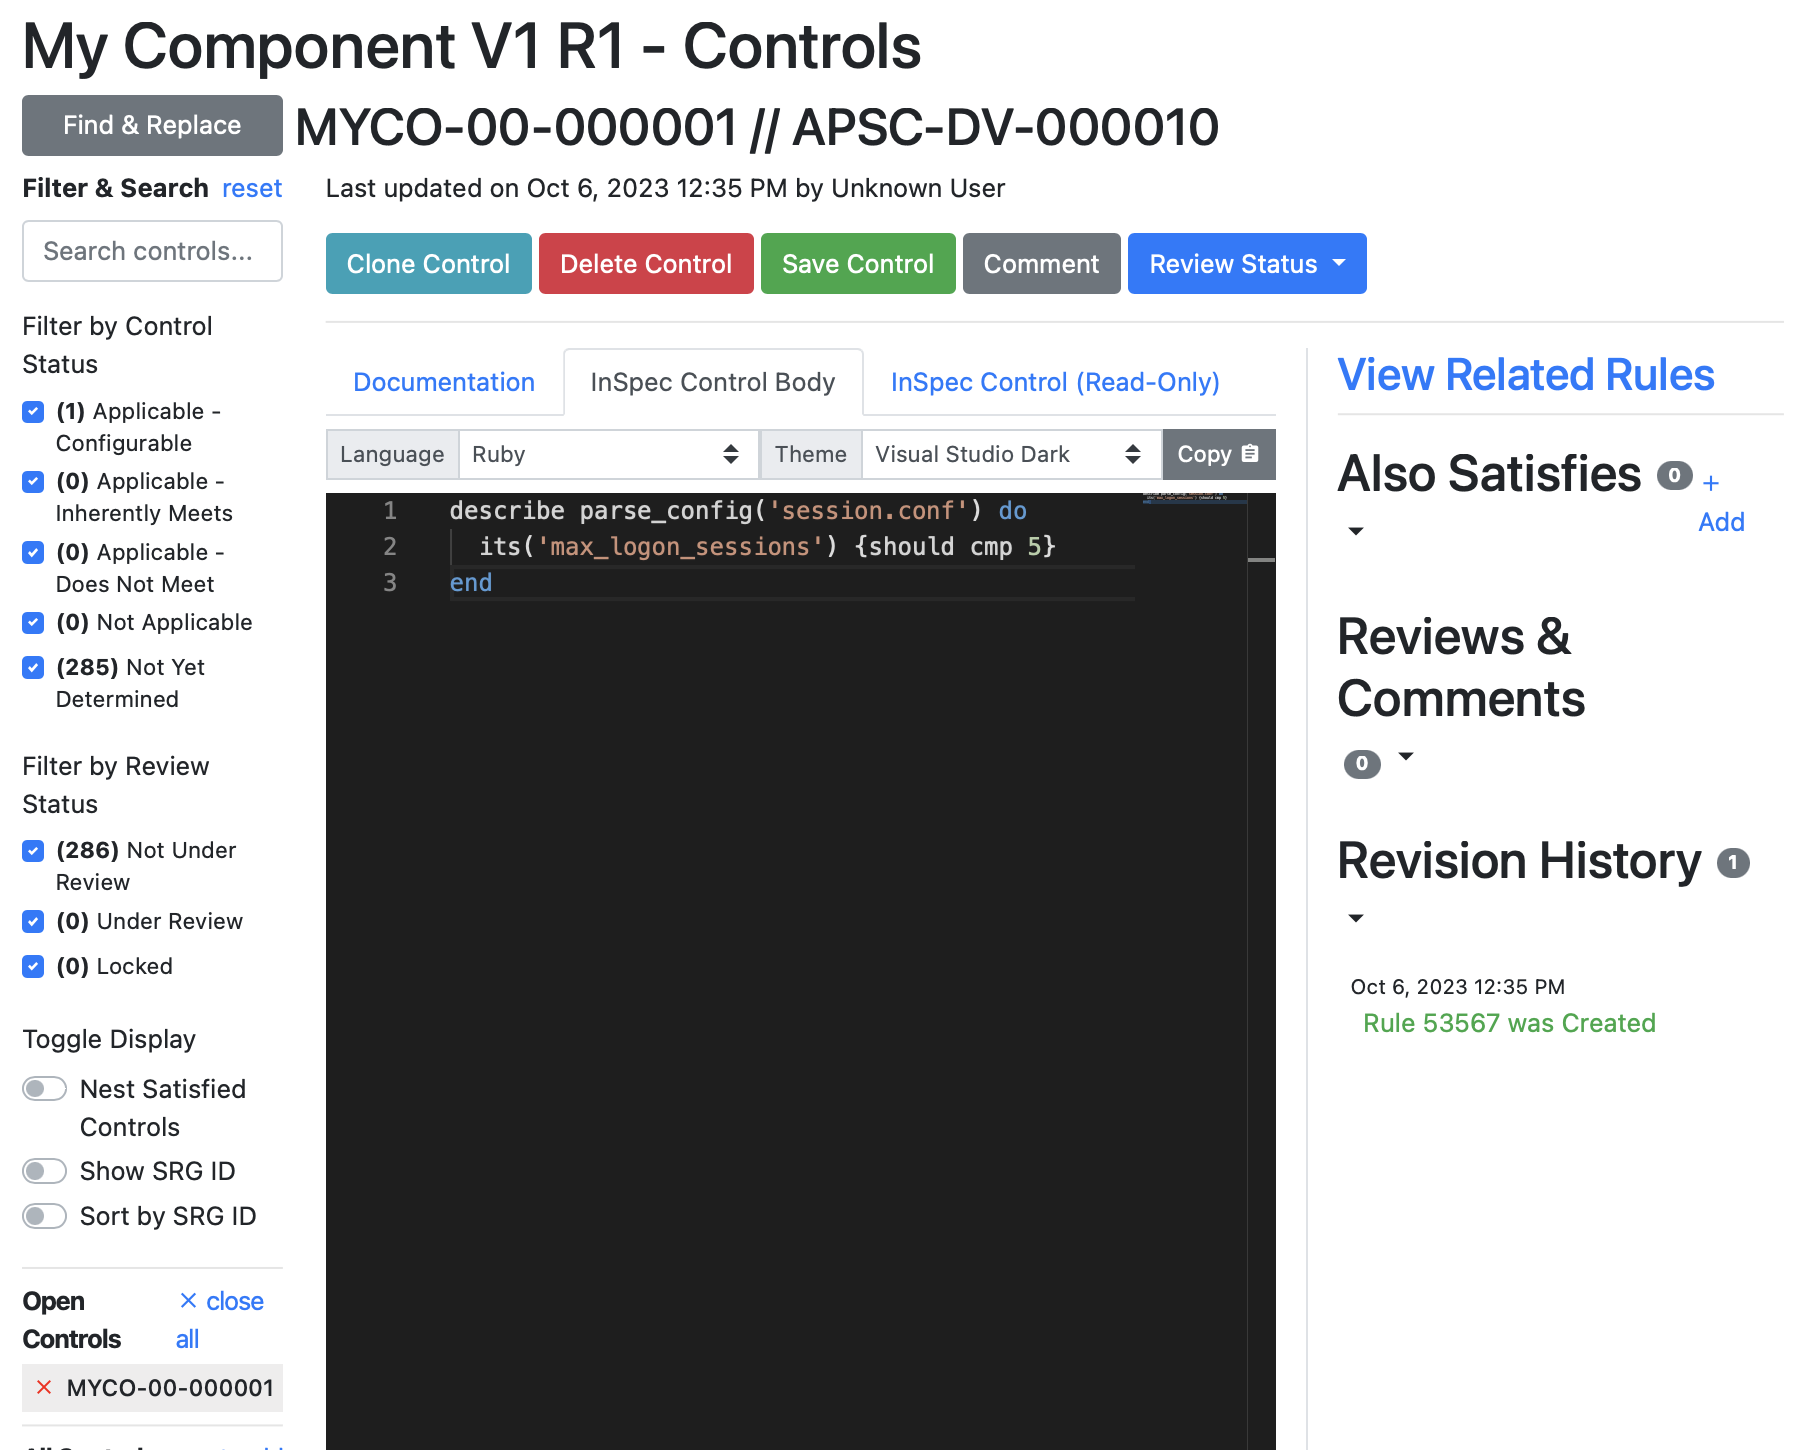 My Component V1 R1 - Controls
Find & Replace
MYCO-00-000001 // APSC-DV-000010
Filter & Search reset
Last updated on Oct 6, 2023 12:35 PM by Unknown User
Search controls...
Clone Control
Delete Control
Save Control
Comment
Review Status
Filter by Control
Status
(1) Applicable -
Configurable
(0) Applicable -
Inherently Meets
(0) Applicable -
Does Not Meet
(0) Not Applicable
(285) Not Yet
Determined
Filter by Review
Status
(286) Not Under
Review
(0) Under Review
(0) Locked
Toggle Display
Nest Satisfied
Controls
Show SRG ID
Sort by SRG ID
Open
Controls
× close
all
× MYCO-00-000001
Documentation
InSpec Control Body
InSpec Control (Read-Only)
Language
Ruby
Theme
Visual Studio Dark
Copy
1 describe parse_config('session.conf') do
2 its('max_logon_sessions') {should cmp 5}
3 end
View Related Rules
Also Satisfies 0 +
Add
Reviews &
Comments
0
Revision History 1
Oct 6, 2023 12:35 PM
Rule 53567 was Created